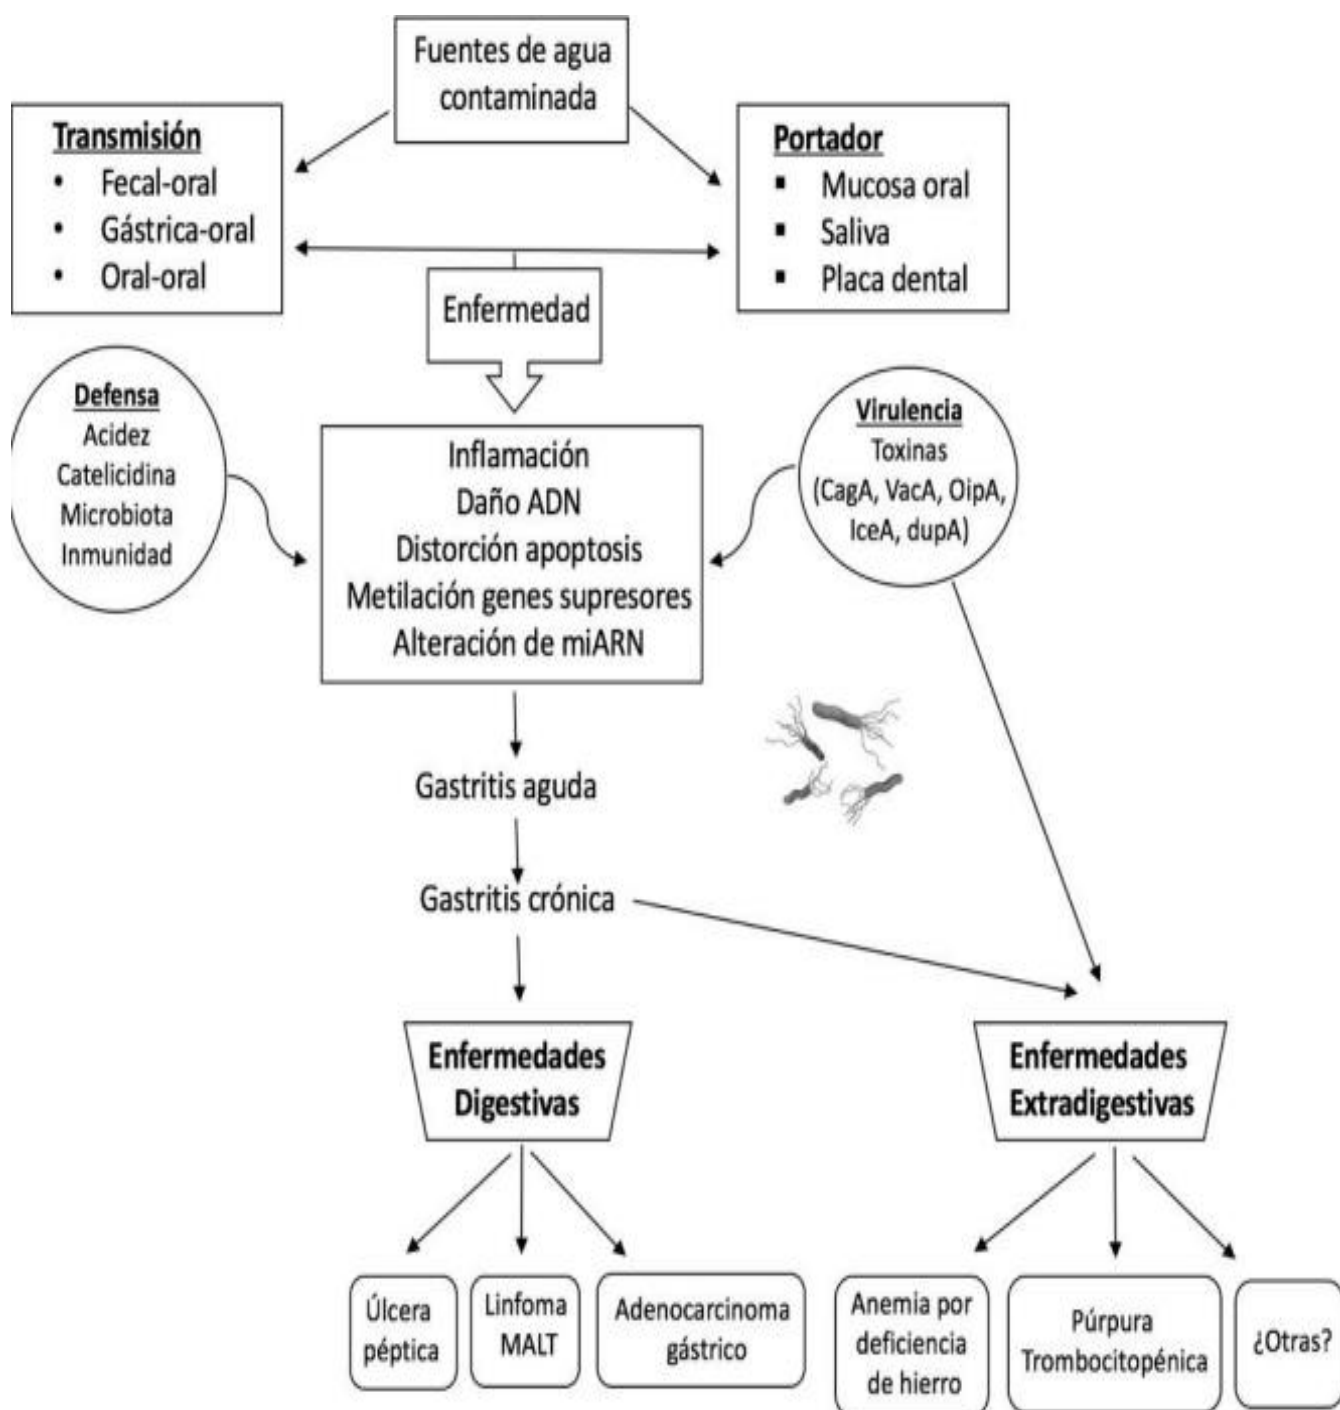 Fuentes de agua
contaminada
Transmisión
• Fecal-oral
• Gástrica-oral
• Oral-oral
Portador
▪ Mucosa oral
▪ Saliva
▪ Placa dental
Enfermedad
Defensa
Acidez
Catelicidina
Microbiota
Inmunidad
Inflamación
Daño ADN
Distorción apoptosis
Metilación genes supresores
Alteración de miARN
Virulencia
Toxinas
(CagA, VacA, OipA,
IceA, dupA)
Gastritis aguda
Gastritis crónica
Enfermedades
Digestivas
Enfermedades
Extradigestivas
Úlcera
péptica
Linfoma
MALT
Adenocarcinoma
gástrico
Anemia por
deficiencia
de hierro
Púrpura
Trombocitopénica
¿Otras?